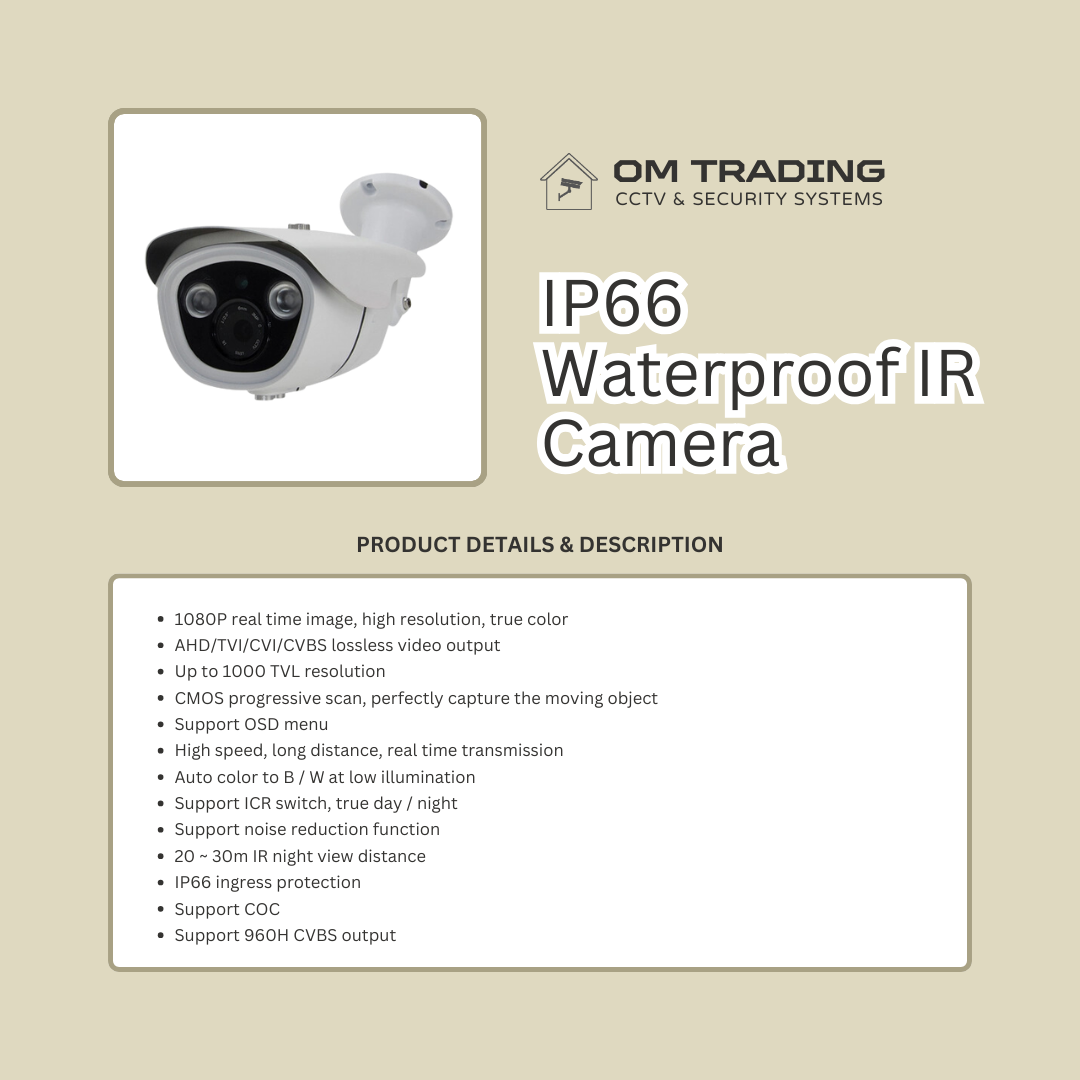 OM TRADING
CCTV & SECURITY SYSTEMS
IP66
Waterproof IR
Camera
PRODUCT DETAILS & DESCRIPTION
• 1080P real time image, high resolution, true color
• AHD/TVI/CVI/CVBS lossless video output
• Up to 1000 TVL resolution
• CMOS progressive scan, perfectly capture the moving object
• Support OSD menu
• High speed, long distance, real time transmission
• Auto color to B / W at low illumination
• Support ICR switch, true day / night
• Support noise reduction function
• 20 ~ 30m IR night view distance
• IP66 ingress protection
• Support COC
• Support 960H CVBS output